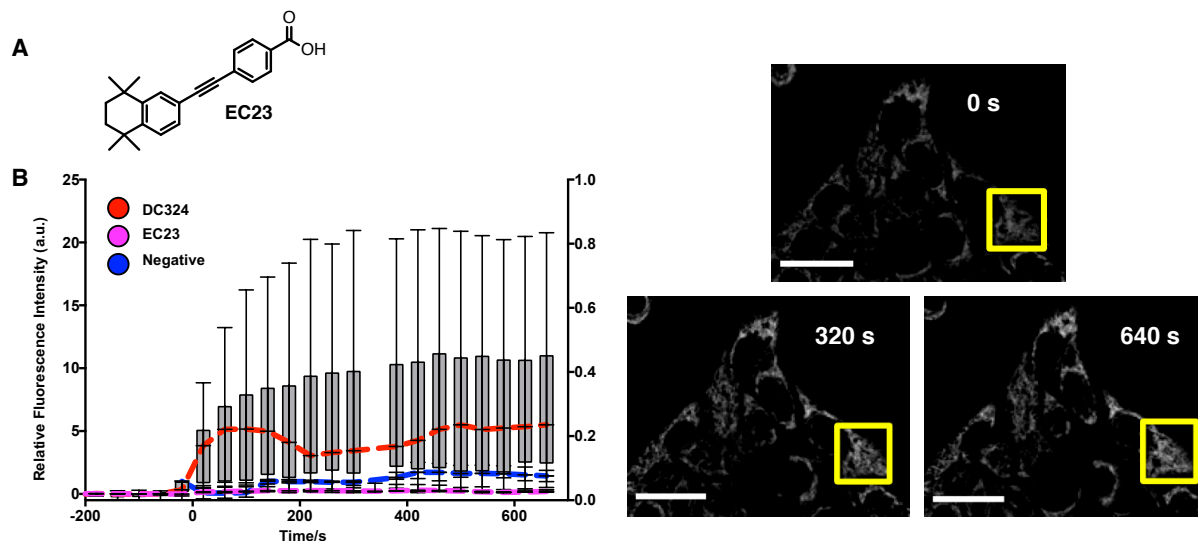 A
O
OH
EC23
B
25
20
15
10
5
0
Relative Fluorescence Intensity (a.u.)
DC324
EC23
Negative
1.0
0.8
0.6
0.4
0.2
0.0
-200
0
200
400
600
Time/s
0 s
320 s
640 s